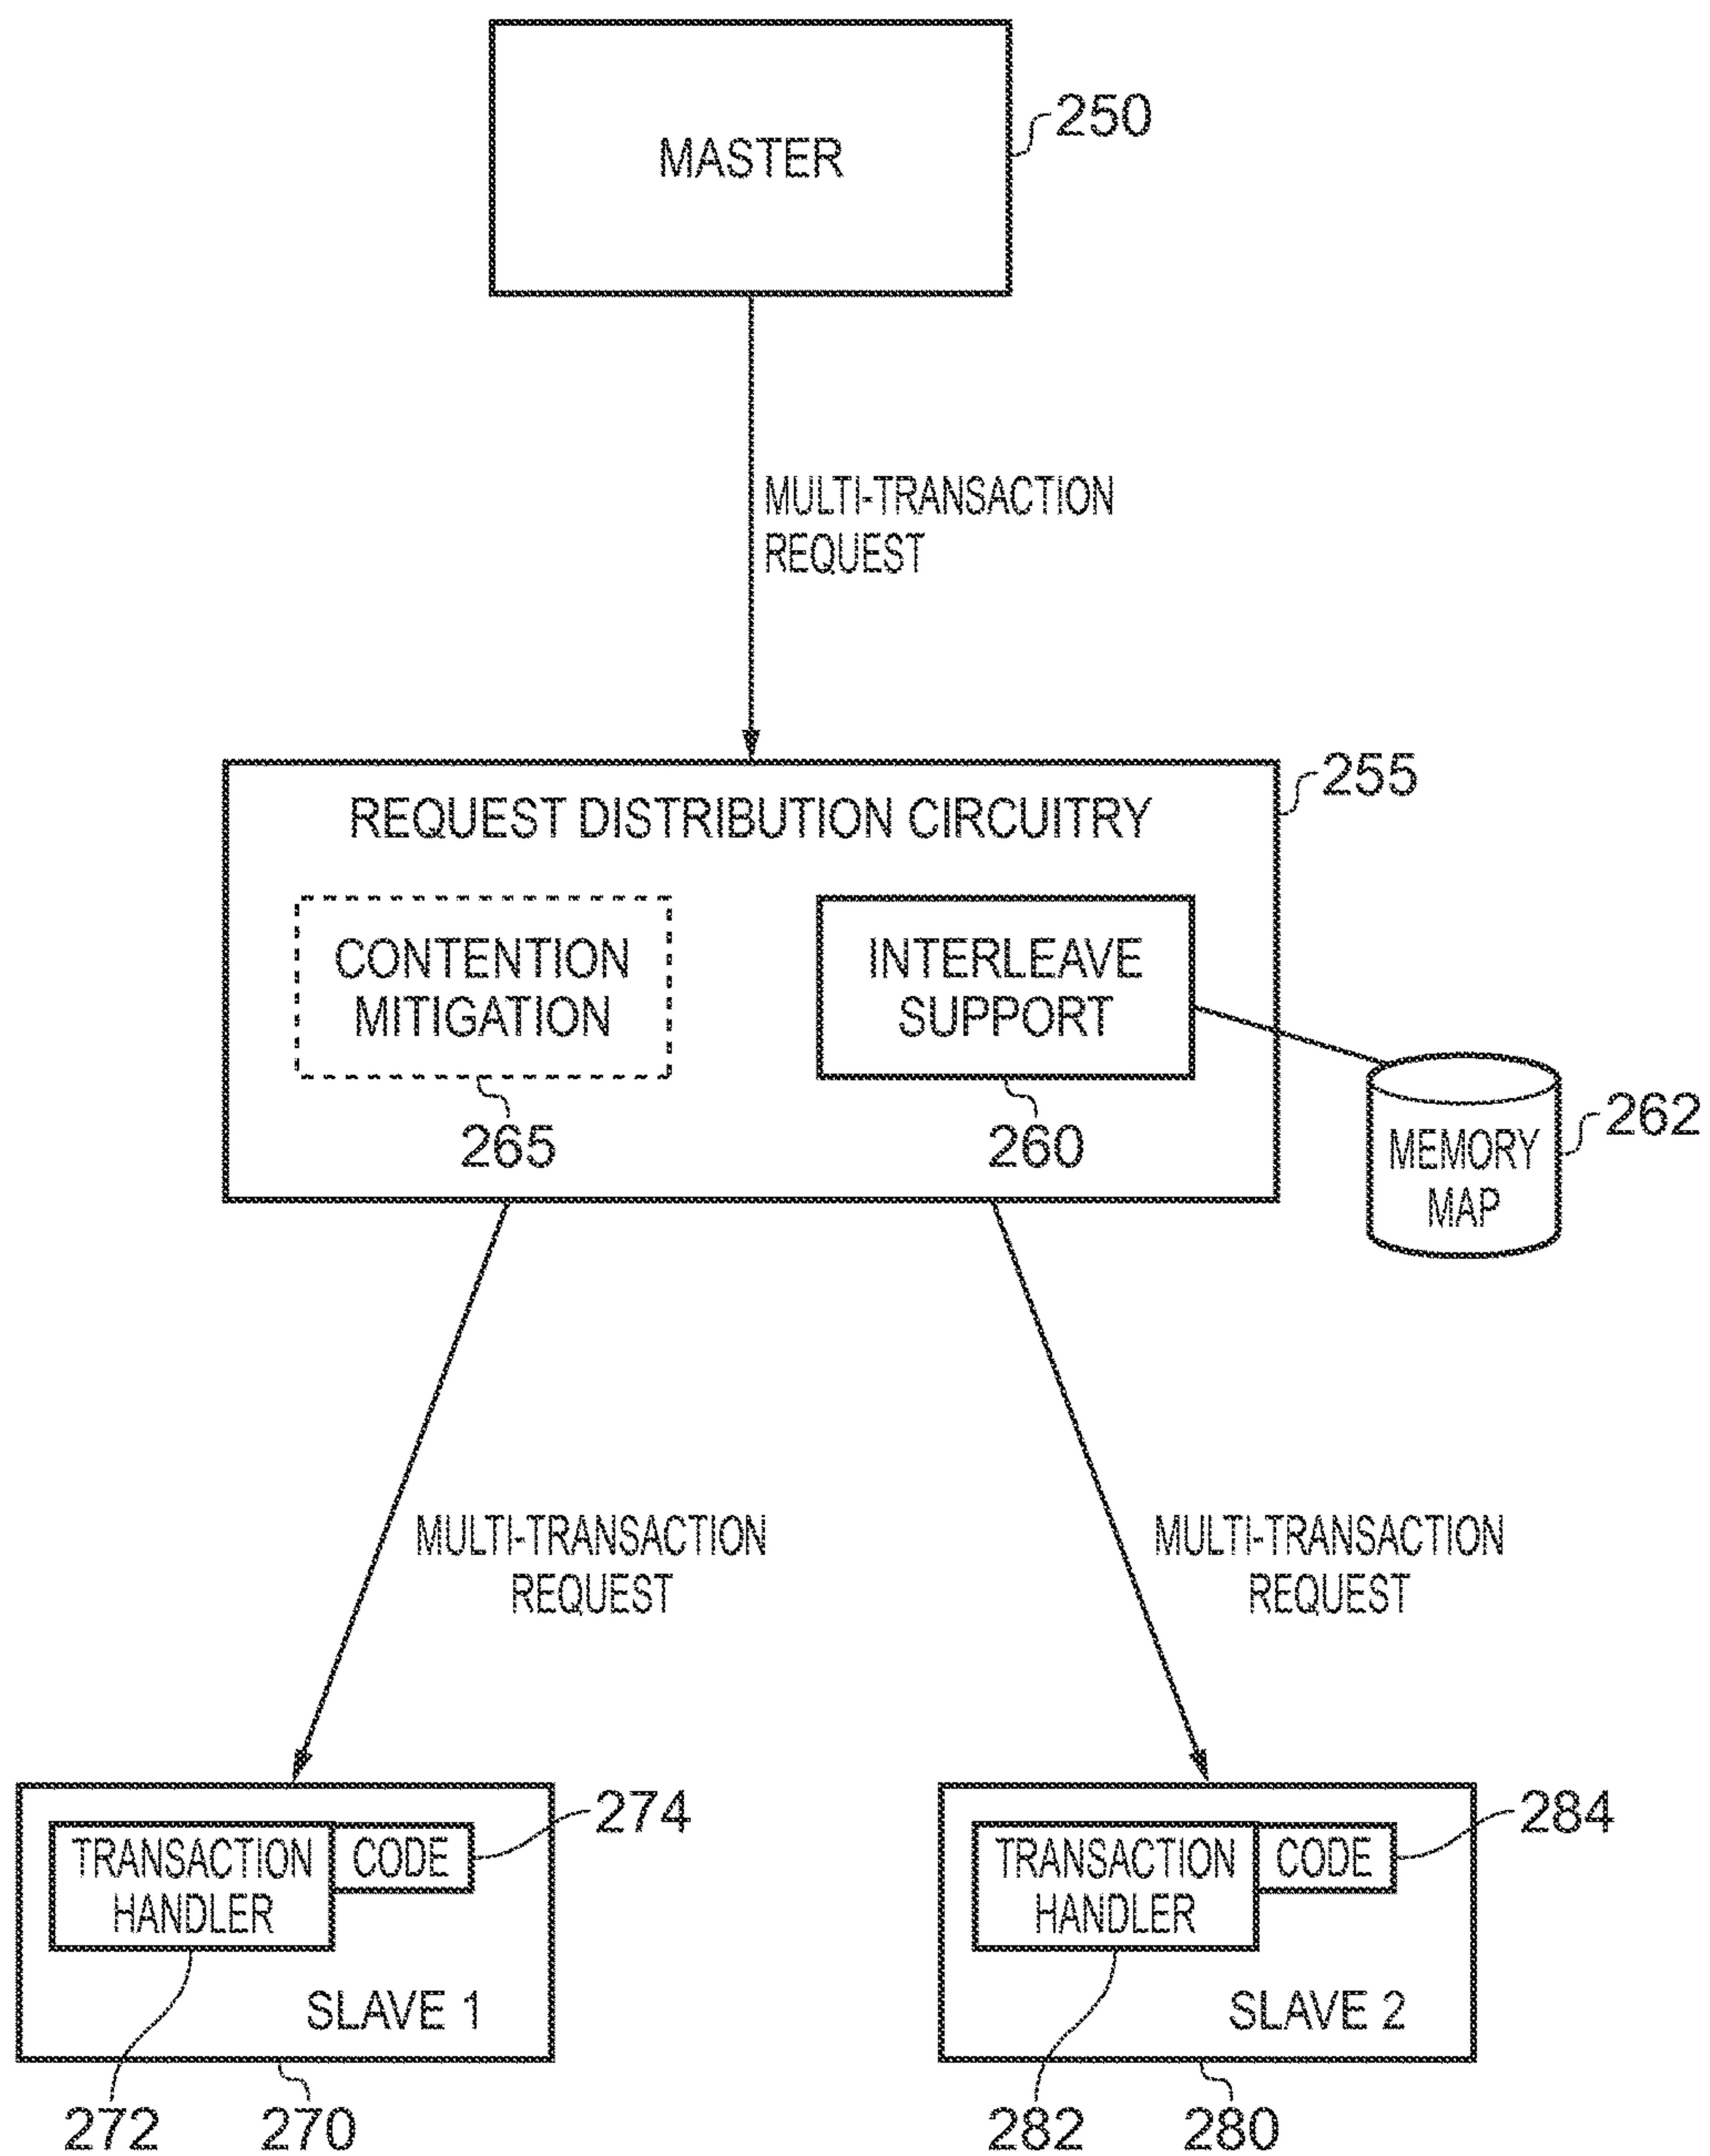 MASTER
250
MULTI-TRANSACTION
REQUEST
255
REQUEST DISTRIBUTION CIRCUITRY
CONTENTION
MITIGATION
265
INTERLEAVE
SUPPORT
260
262
MEMORY
MAP
MULTI-TRANSACTION
REQUEST
MULTI-TRANSACTION
REQUEST
TRANSACTION
HANDLER
CODE
274
SLAVE 1
272
270
TRANSACTION
HANDLER
CODE
284
SLAVE 2
282
280